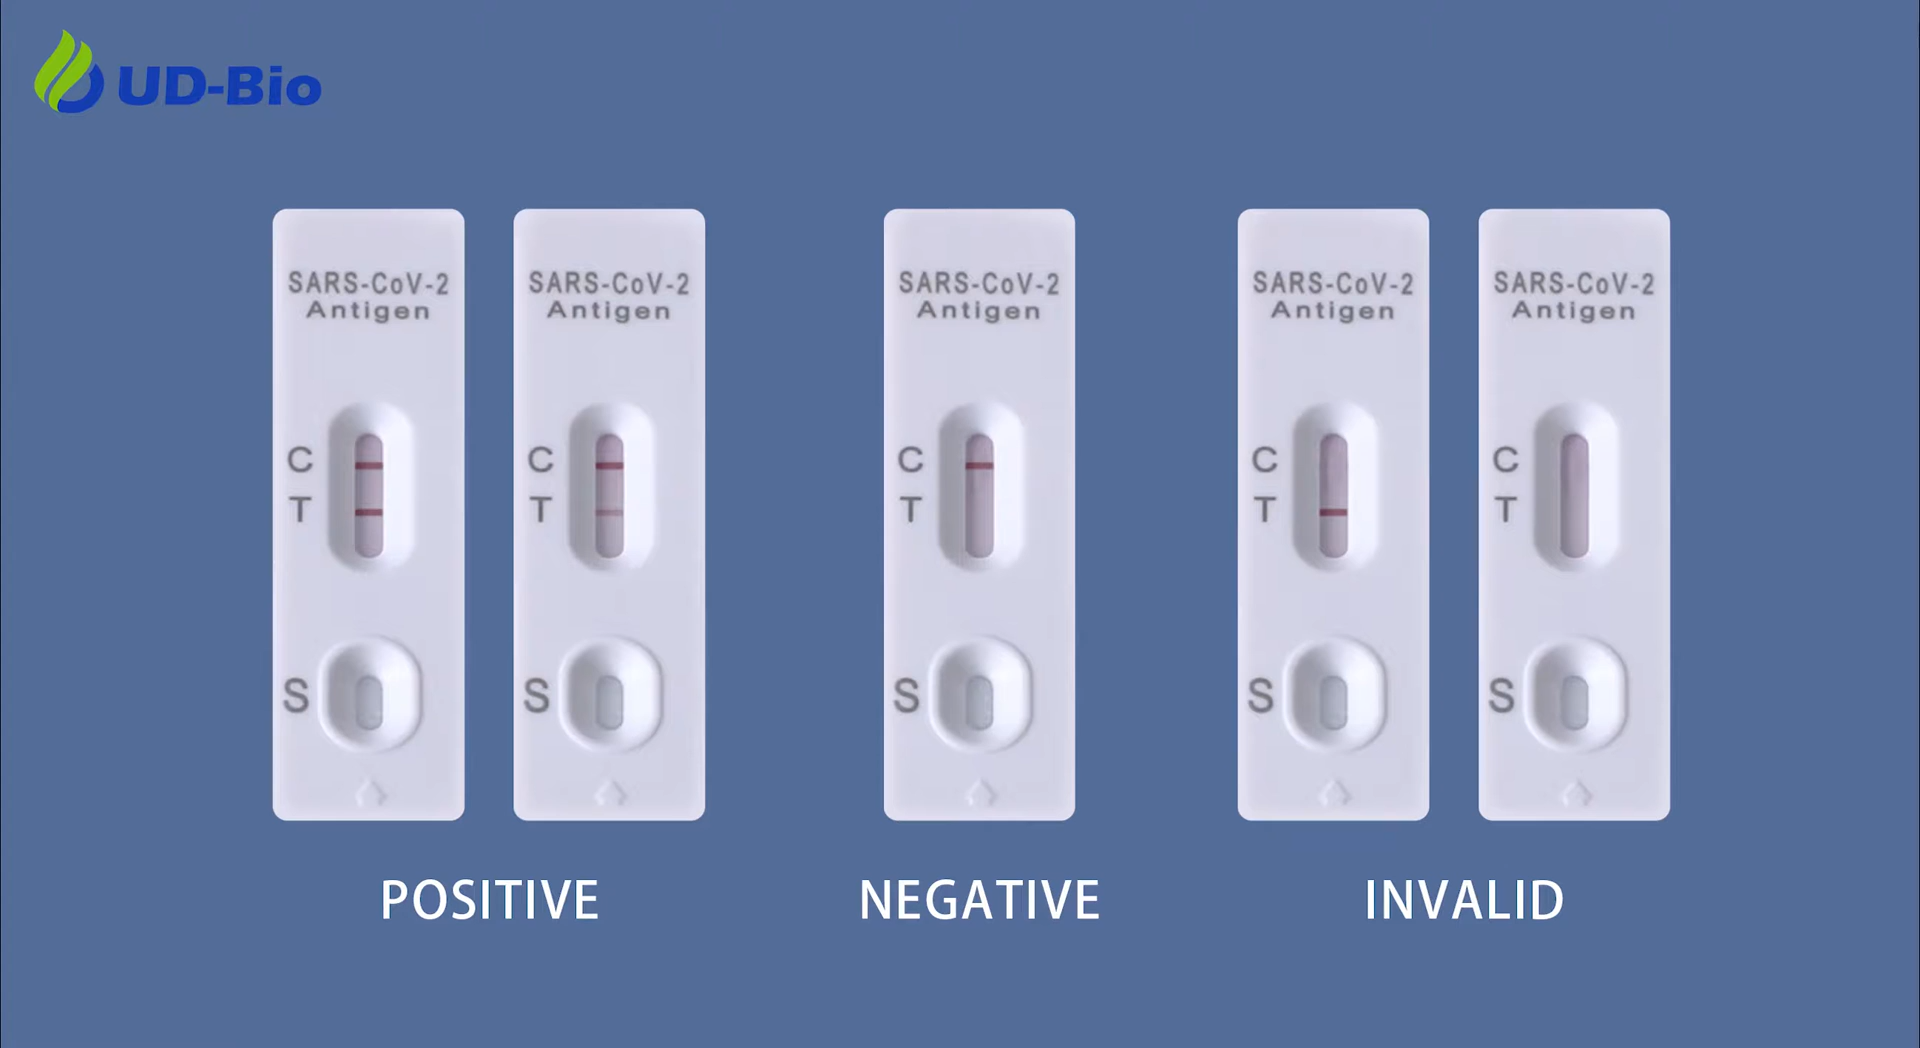 UD-Bio
SARS-CoV-2
Antigen
C
T
S
SARS-CoV-2
Antigen
C
T
S
SARS-CoV-2
Antigen
C
T
S
SARS-CoV-2
Antigen
C
T
S
SARS-CoV-2
Antigen
C
T
S
POSITIVE
NEGATIVE
INVALID